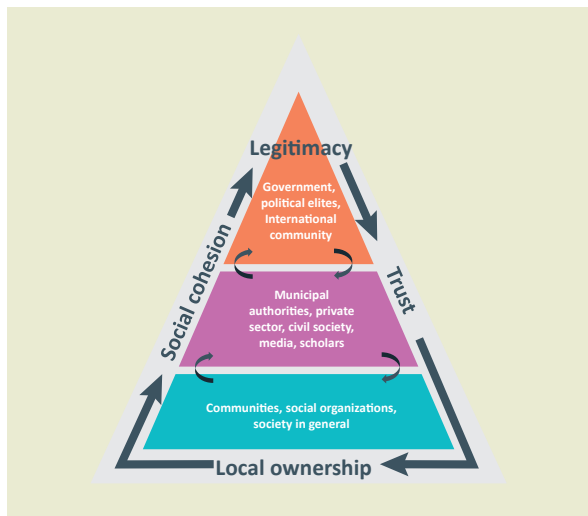 Legitimacy
Government,
political elites,
International
community
Social cohesion
Trust
Municipal
authorities, private
sector, civil society,
media, scholars
Communities, social organizations,
society in general
Local ownership